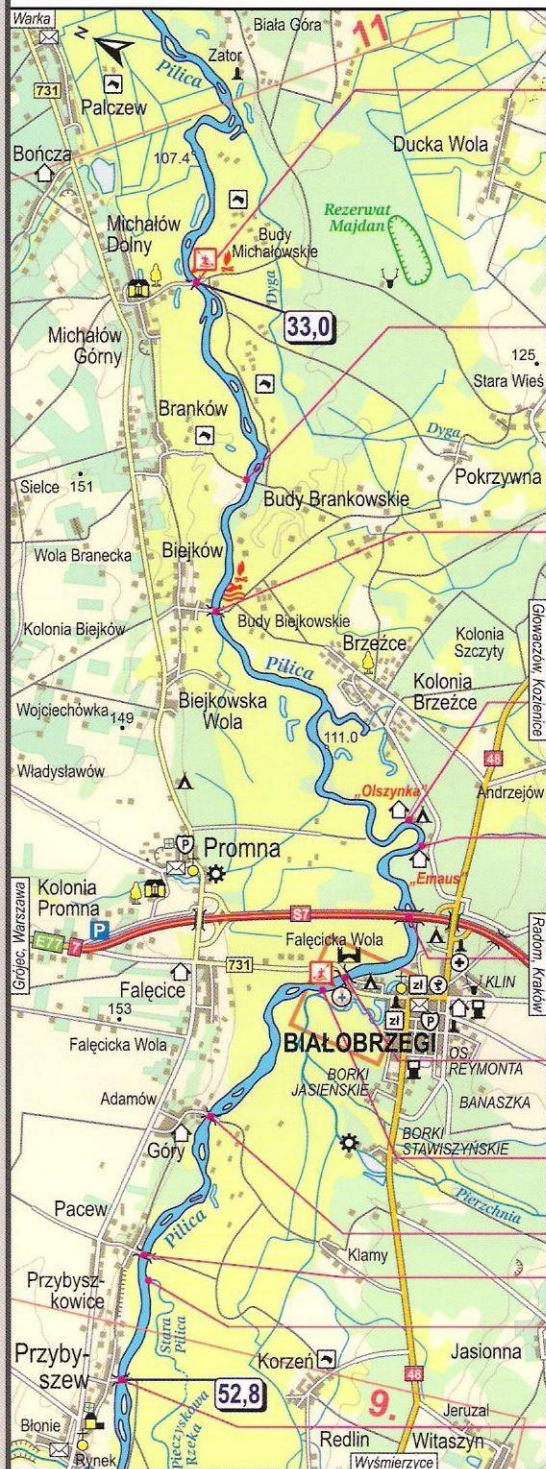 Warka
N
Biała Góra
11
Zator
Pilica
731
Palczew
Ducka Wola
Bończa
107.4
Rezerwat
Majdan
Michałów
Dolny
Budy
Michałowskie
Dyga
33,0
Michałów
Górny
125
Stara Wieś
Branków
Dyga
Pokrzywna
Sielce 151
Budy Brankowskie
Wola Branecka
Biejków
Kolonia Biejków
Budy Biejkowskie
Głowaczów, Kozienice
Brzeźce
Kolonia
Szczyty
Pilica
Kolonia
Brzeźce
Wojciechówka
149
Biejkowska
Wola
111.0
48
Władysławów
„Olszynka”
Andrzejów
P
Promna
„Emaus”
Kolonia
Promna
P
Grójec, Warszawa
E77
7
S7
Radom, Kraków
Falęcicka Wola
731
zł
KLIN
Falęcice
zł
P
153
BIAŁOBRZEGI
OS.
REYMONTA
Falęcicka Wola
BORKI
JASIEŃSKIE
BANASZKA
Adamów
BORKI
STAWISZYŃSKIE
Góry
Pierzchnia
Pacew
Pilica
Klamy
Przybysz-
kowice
Stara
Pilica
Jasionna
Przyby-
szew
Korzeń
48
52,8
9.
Pieczyskowa
Rzeka
Jeruzal
Błonie
Rynek
Redlin
Witaszyn
Wyśmierzyce